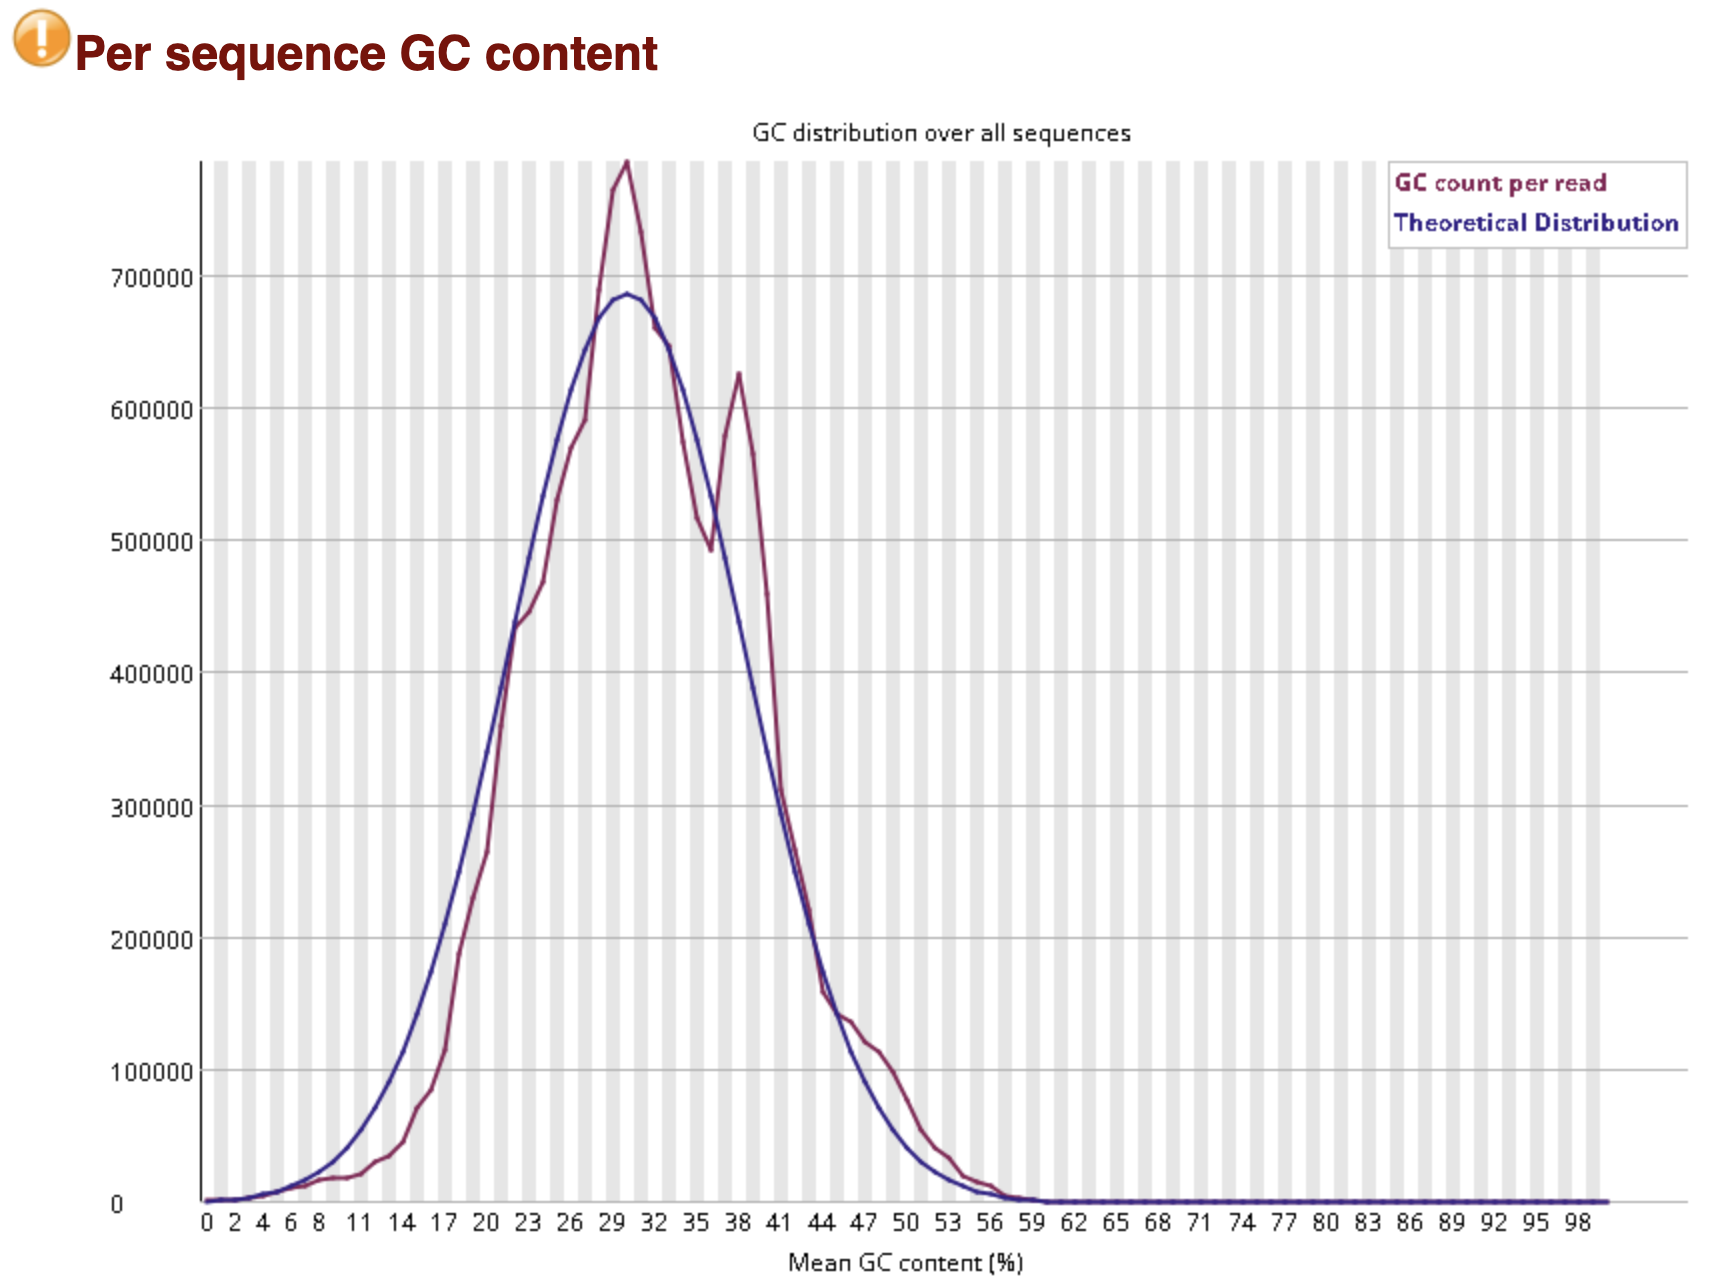 Per sequence GC content
GC distribution over all sequences
GC count per read
Theoretical Distribution
700000
600000
500000
400000
300000
200000
100000
0
0 2 4 6 8 11 14 17 20 23 26 29 32 35 38 41 44 47 50 53 56 59 62 65 68 71 74 77 80 83 86 89 92 95 98
Mean GC content (%)